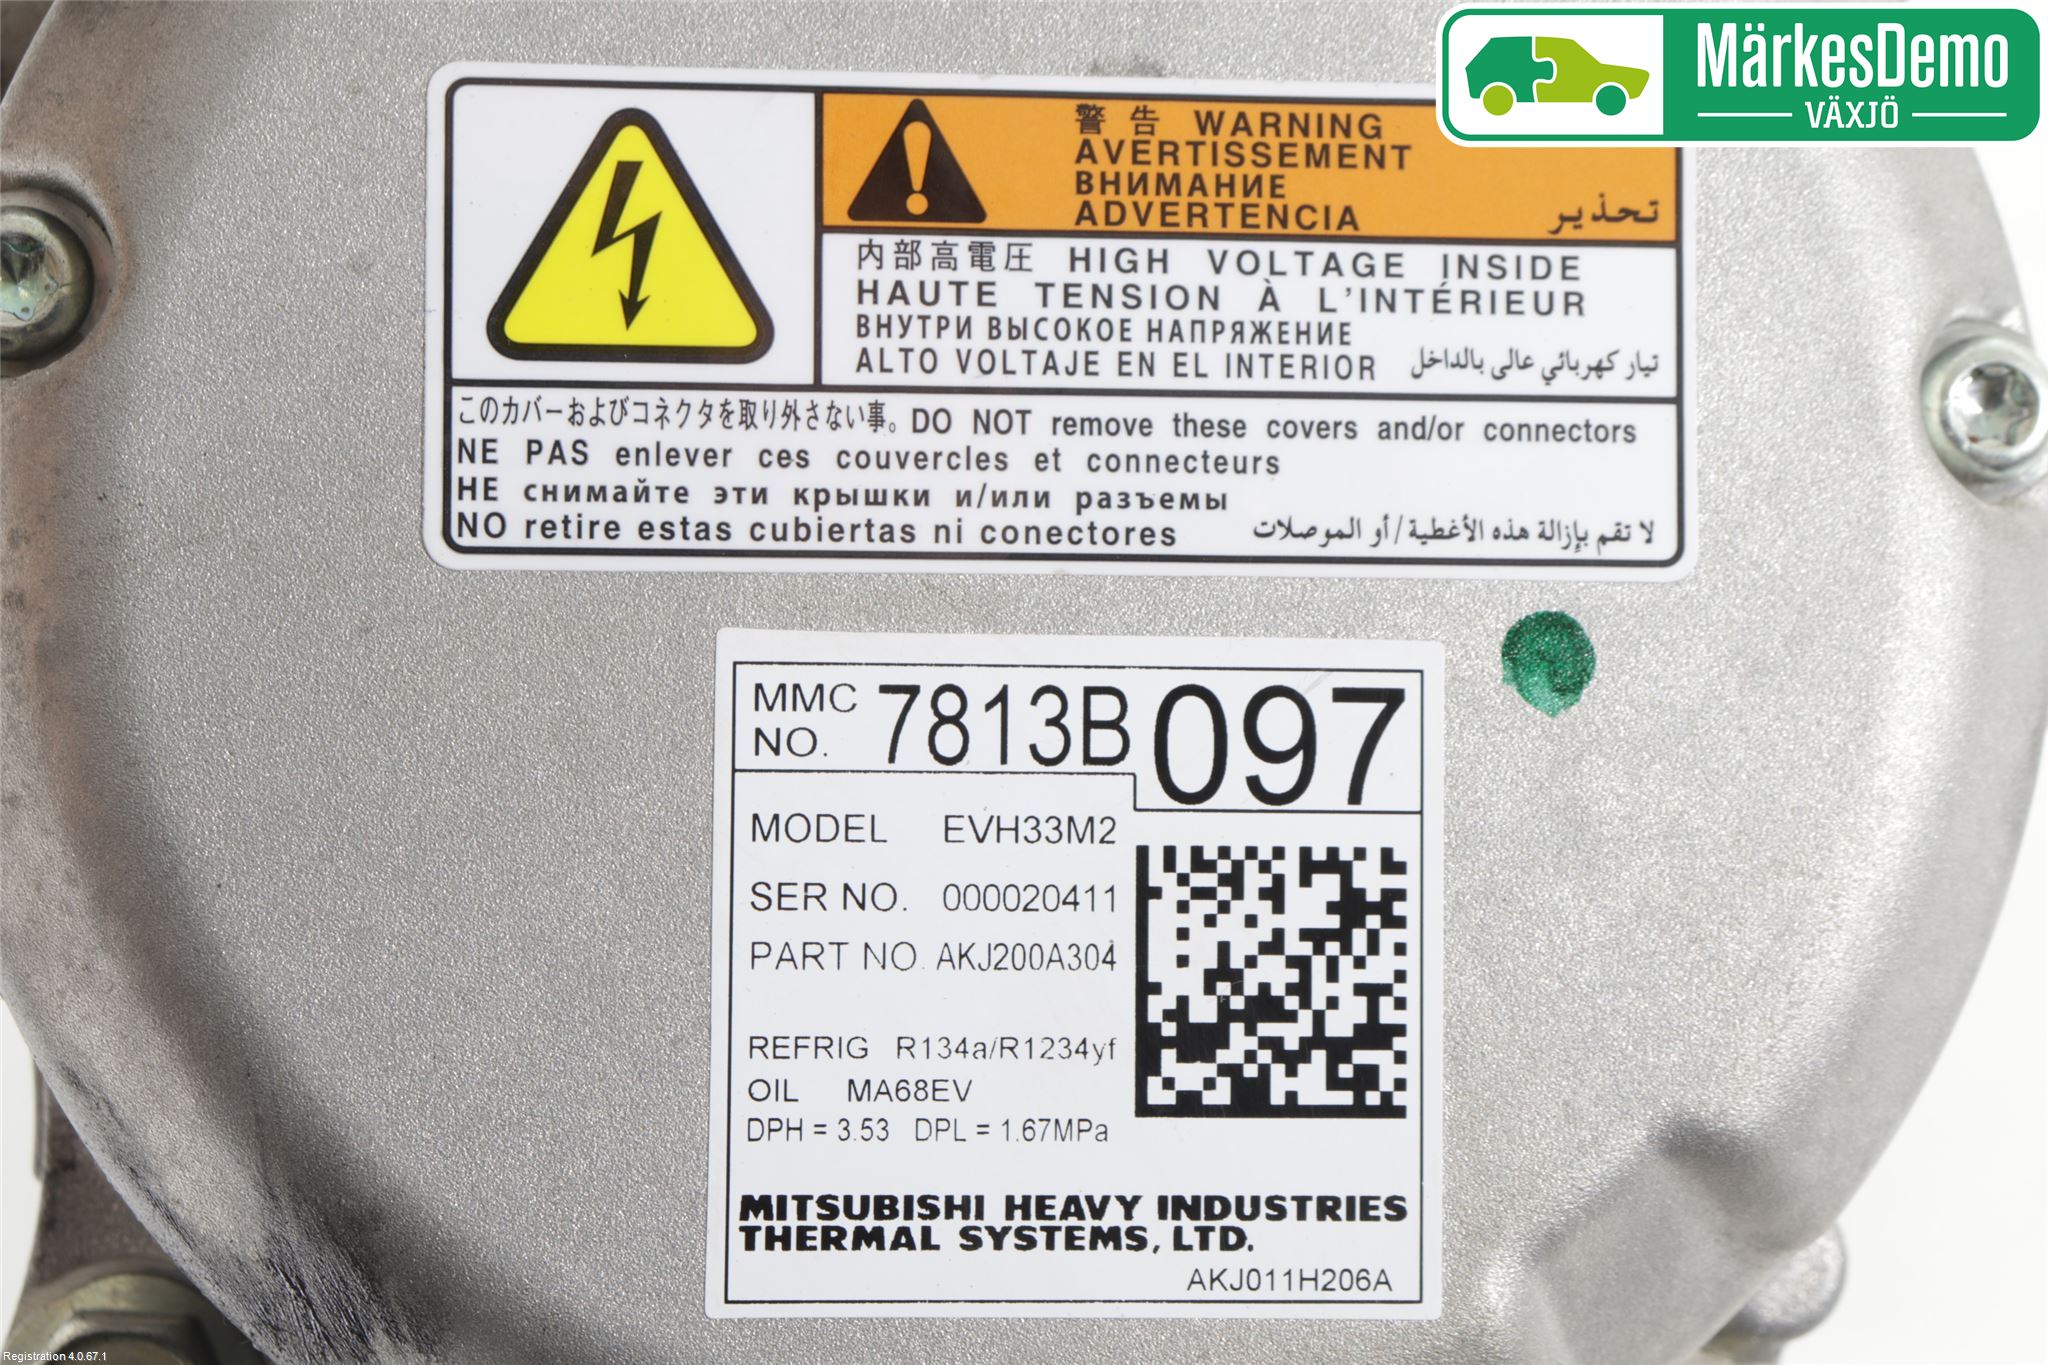 MärkesDemo
VÄXJÖ
警告 WARNING
AVERTISSEMENT
ВНИМАНИЕ
ADVERTENCIA تحذير
内部高電圧 HIGH VOLTAGE INSIDE
HAUTE TENSION À L'INTÉRIEUR
ВНУТРИ ВЫСОКОЕ НАПРЯЖЕНИЕ
ALTO VOLTAJE EN EL INTERIOR تيار كهربائي عالى بالداخل
このカバーおよびコネクタを取り外さない事。DO NOT remove these covers and/or connectors
NE PAS enlever ces couvercles et connecteurs
НЕ снимайте эти крышки и/или разъемы
NO retire estas cubiertas ni conectores لا تقم بإزالة هذه الأغطية / أو الموصلات
MMC NO. 7813B097
MODEL EVH33M2
SER NO. 000020411
PART NO. AKJ200A304
REFRIG R134a/R1234yf
OIL MA68EV
DPH = 3.53 DPL = 1.67MPa
MITSUBISHI HEAVY INDUSTRIES
THERMAL SYSTEMS, LTD.
AKJ011H206A
Registration 4.0.67.1